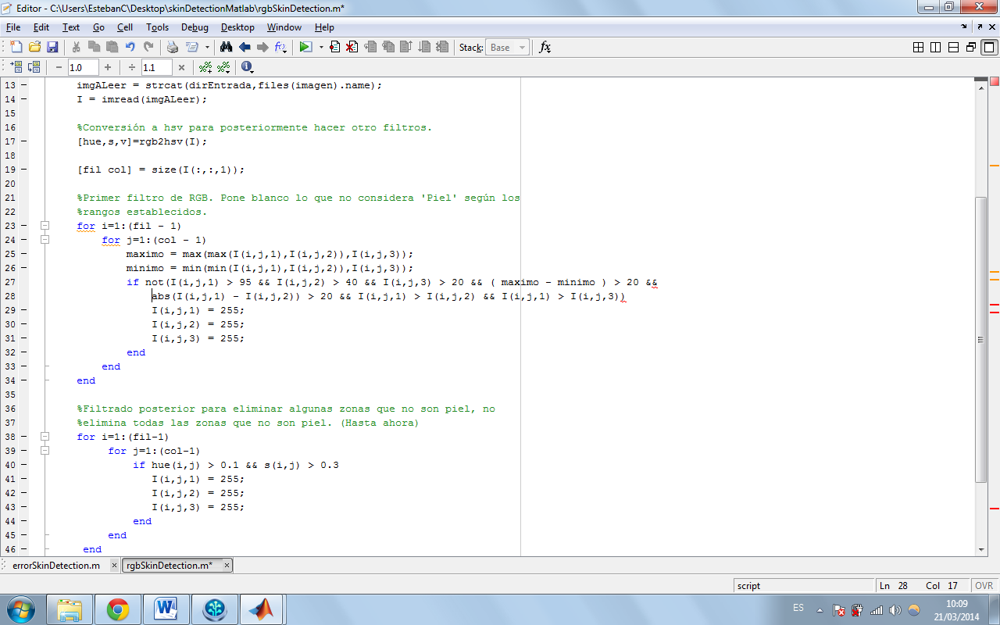 Editor - C:\Users\EstebanC\Desktop\skinDetectionMatlab\rgbSkinDetection.m*
File Edit Text Go Cell Tools Debug Desktop Window Help
Stack: Base fx
− 1.0 + ÷ 1.1 ×
13 imgALeer = strcat(dirEntrada,files(imagen).name);
14 I = imread(imgALeer);
15
16 %Conversión a hsv para posteriormente hacer otro filtros.
17 [hue,s,v]=rgb2hsv(I);
18
19 [fil col] = size(I(:,:,1));
20
21 %Primer filtro de RGB. Pone blanco lo que no considera 'Piel' según los
22 %rangos establecidos.
23 for i=1:(fil - 1)
24 for j=1:(col - 1)
25 maximo = max(max(I(i,j,1),I(i,j,2)),I(i,j,3));
26 minimo = min(min(I(i,j,1),I(i,j,2)),I(i,j,3));
27 if not(I(i,j,1) > 95 && I(i,j,2) > 40 && I(i,j,3) > 20 && ( maximo - minimo ) > 20 &&
28 abs(I(i,j,1) - I(i,j,2)) > 20 && I(i,j,1) > I(i,j,2) && I(i,j,1) > I(i,j,3))
29 I(i,j,1) = 255;
30 I(i,j,2) = 255;
31 I(i,j,3) = 255;
32 end
33 end
34 end
35
36 %Filtrado posterior para eliminar algunas zonas que no son piel, no
37 %elimina todas las zonas que no son piel. (Hasta ahora)
38 for i=1:(fil-1)
39 for j=1:(col-1)
40 if hue(i,j) > 0.1 && s(i,j) > 0.3
41 I(i,j,1) = 255;
42 I(i,j,2) = 255;
43 I(i,j,3) = 255;
44 end
45 end
46 end
errorSkinDetection.m × rgbSkinDetection.m* ×
script Ln 28 Col 17 OVR
ES 10:09
21/03/2014